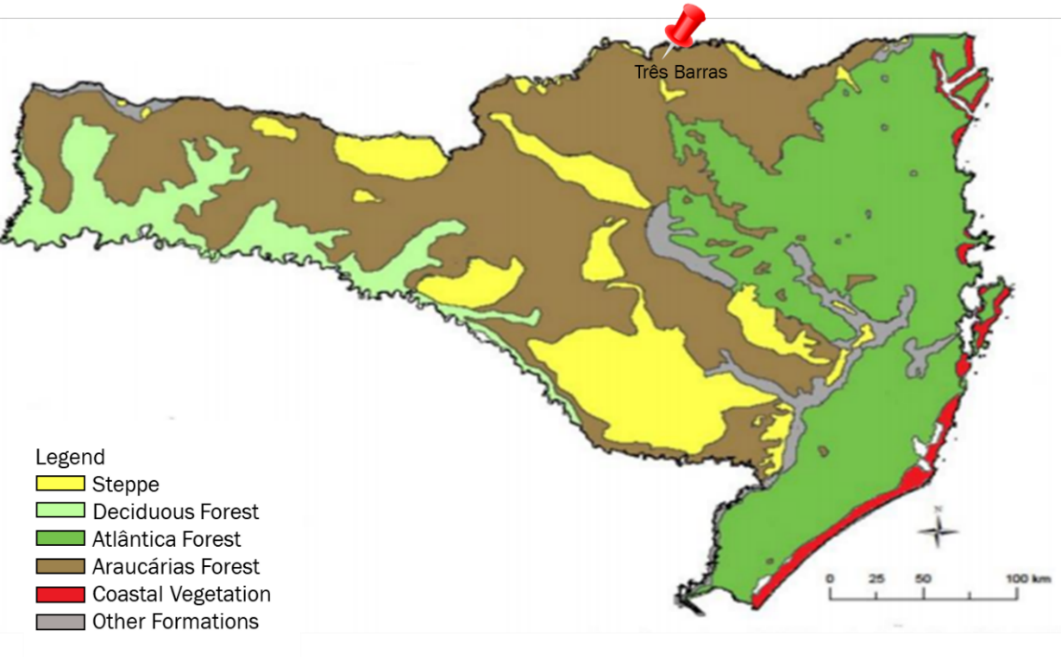 Três Barras
Legend
Steppe
Deciduous Forest
Atlântica Forest
Araucárias Forest
Coastal Vegetation
Other Formations
N
0 25 50 100 km